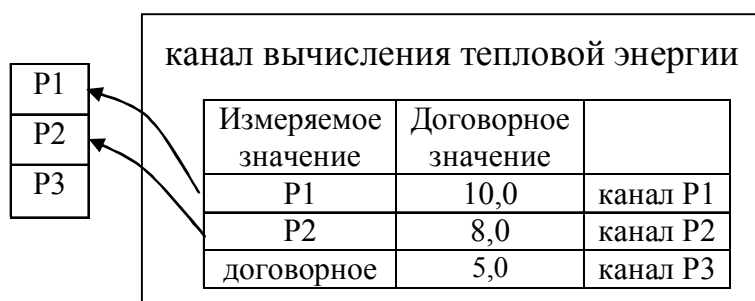 канал вычисления тепловой энергии
P1
P2
P3
Измеряемое значение
Договорное значение
P1 10,0 канал P1
P2 8,0 канал P2
договорное 5,0 канал P3